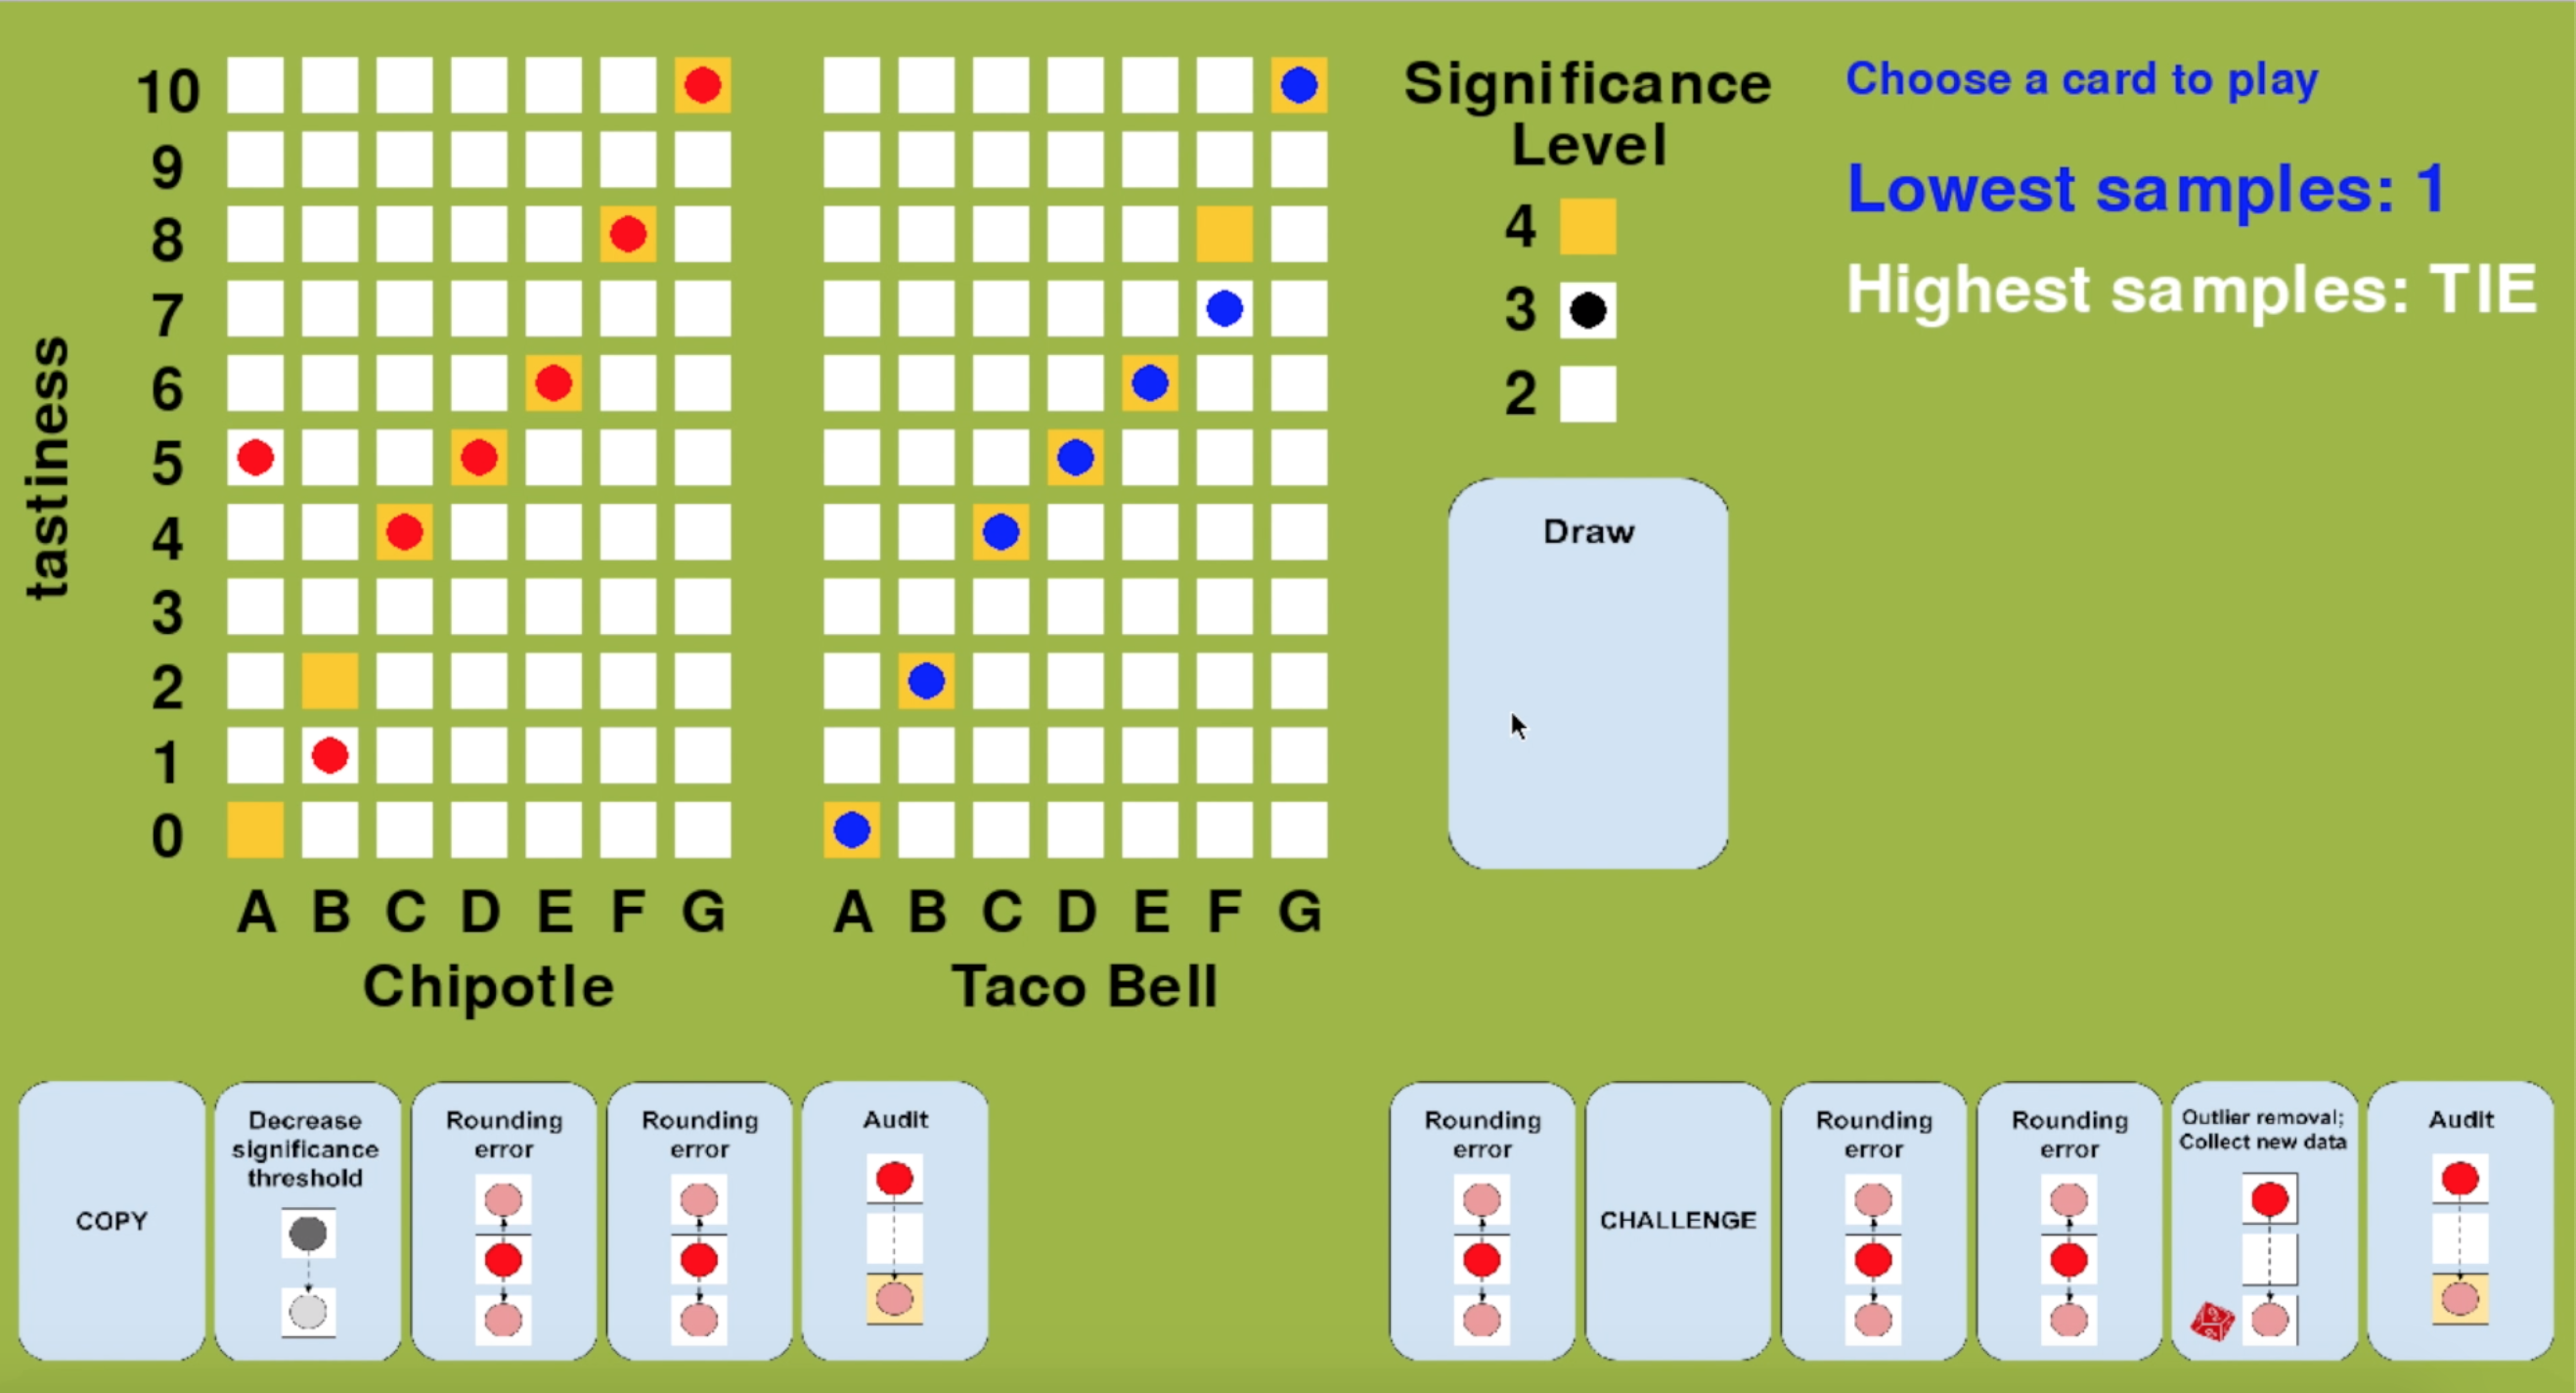 Significance
Level
4
3
2
Choose a card to play
Lowest samples: 1
Highest samples: TIE
tastiness
10
9
8
7
6
5
4
3
2
1
0
A B C D E F G
A B C D E F G
Chipotle
Taco Bell
Draw
COPY
Decrease
significance
threshold
Rounding
error
Rounding
error
Audit
Rounding
error
CHALLENGE
Rounding
error
Rounding
error
Outlier removal;
Collect new data
Audit